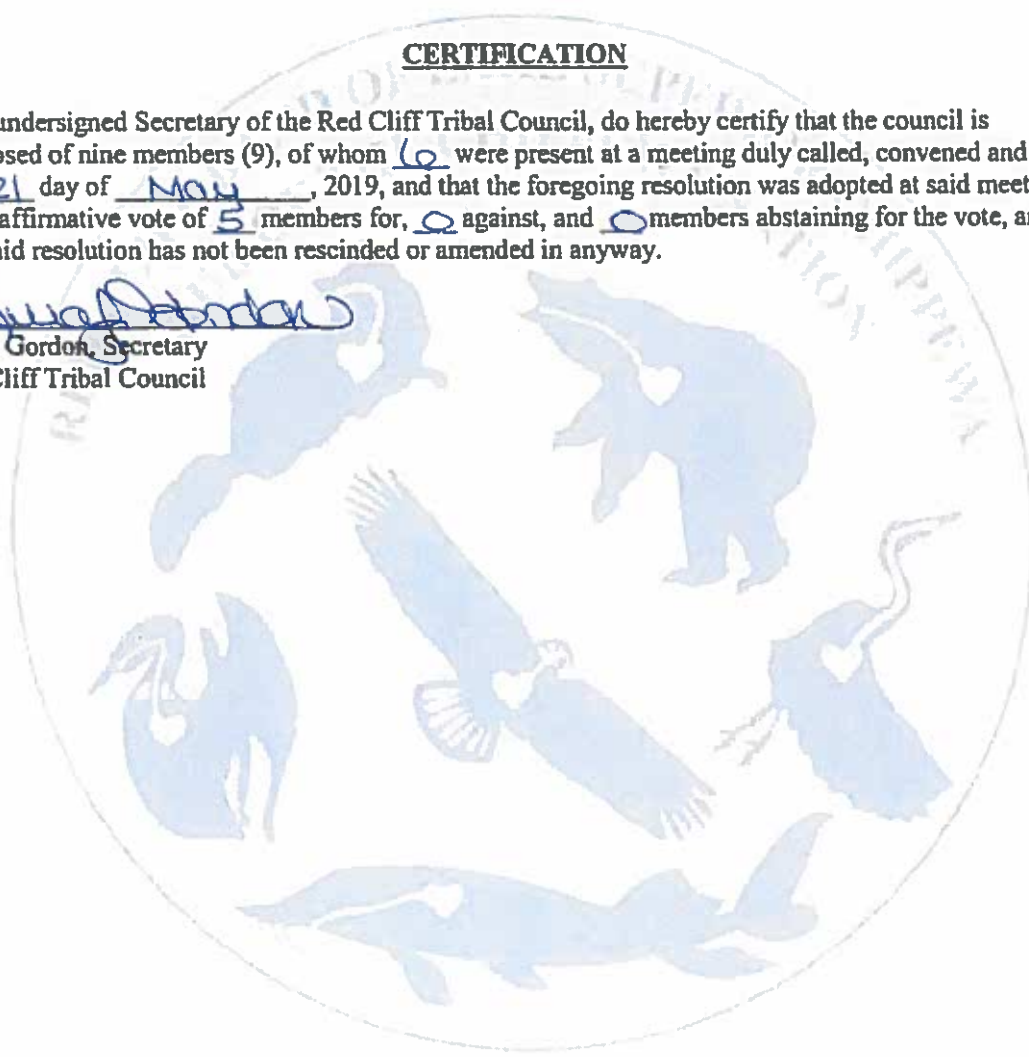 CERTIFICATION
undersigned Secretary of the Red Cliff Tribal Council, do hereby certify that the council is
osed of nine members (9), of whom 6 were present at a meeting duly called, convened and
21 day of May, 2019, and that the foregoing resolution was adopted at said meet
affirmative vote of 5 members for, 0 against, and 0 members abstaining for the vote, a
aid resolution has not been rescinded or amended in anyway.
Gordon, Secretary
Cliff Tribal Council
CHIPPEWA